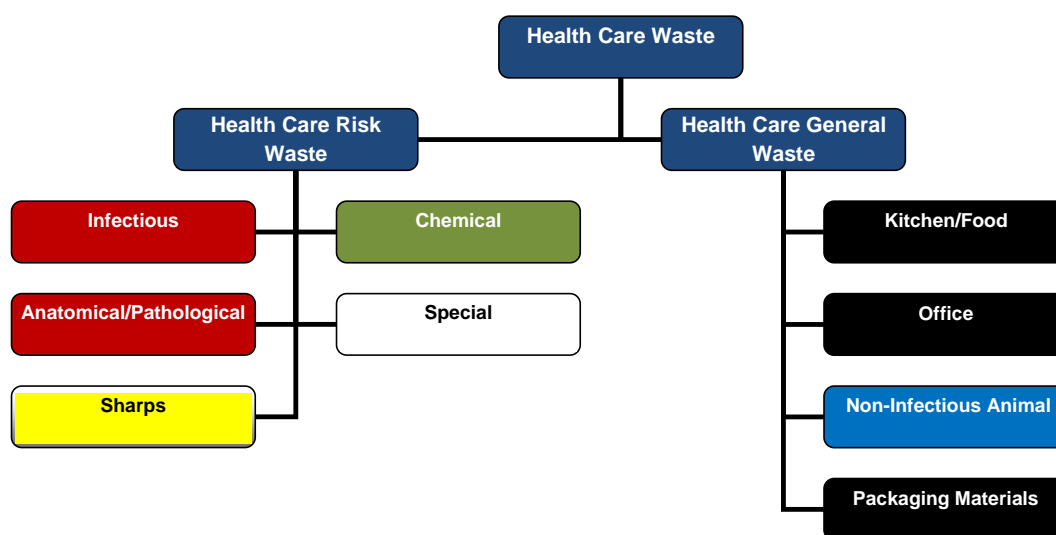 Health Care Waste
Health Care Risk
Waste
Health Care General
Waste
Infectious
Chemical
Kitchen/Food
Anatomical/Pathological
Special
Office
Sharps
Non-Infectious Animal
Packaging Materials